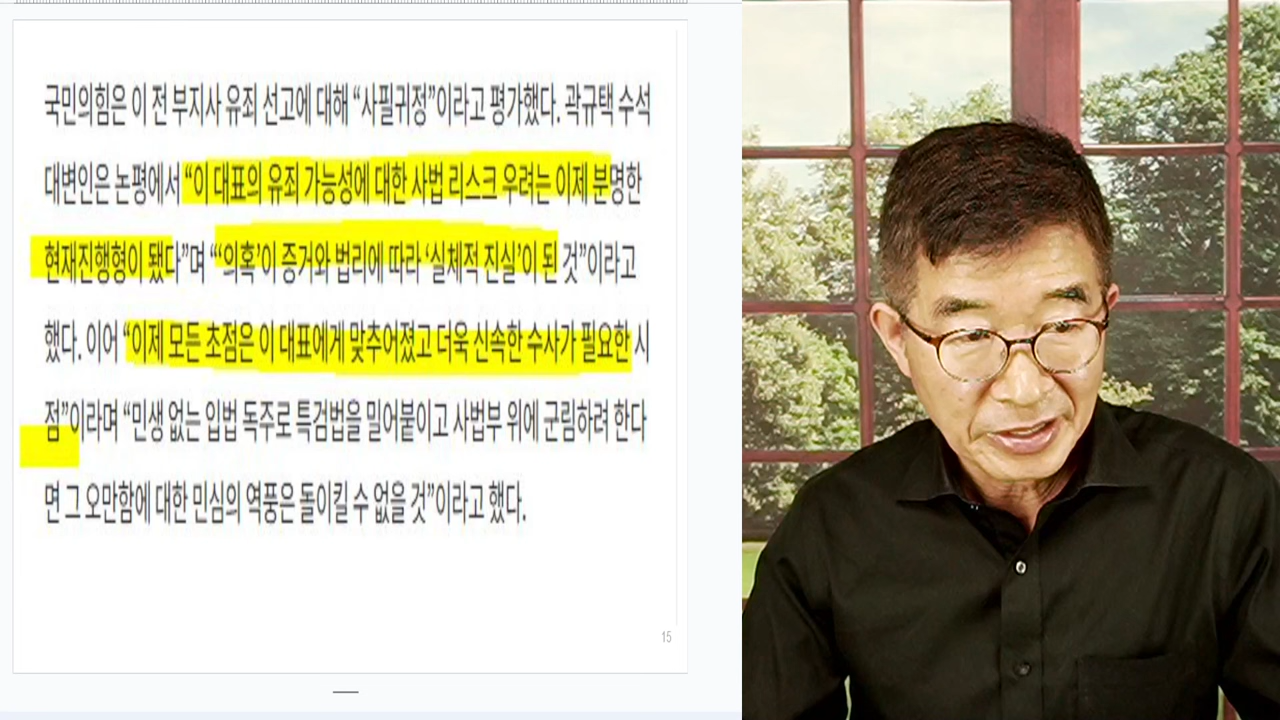 국민의힘은 이 전 부지사 유죄 선고에 대해 “사필귀정”이라고 평가했다. 곽규택 수석
대변인은 논평에서 “이 대표의 유죄 가능성에 대한 사법 리스크 우려는 이제 분명한
현재진행형이 됐다”며 “‘의혹’이 증거와 법리에 따라 ‘실체적 진실’이 된 것”이라고
했다. 이어 “이제 모든 초점은 이 대표에게 맞추어졌고 더욱 신속한 수사가 필요한 시
점”이라며 “민생 없는 입법 독주로 특검법을 밀어붙이고 사법부 위에 군림하려 한다
면 그 오만함에 대한 민심의 역풍은 돌이킬 수 없을 것”이라고 했다.
15